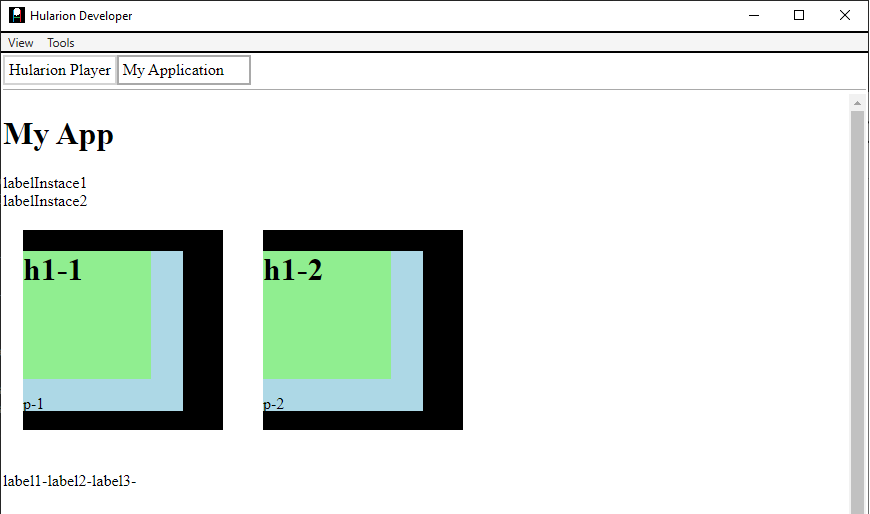 Hularion Developer
View Tools
Hularion Player My Application
My App
labelInstace1
labelInstace2
h1-1 h1-2
p-1 p-2
label1-label2-label3-